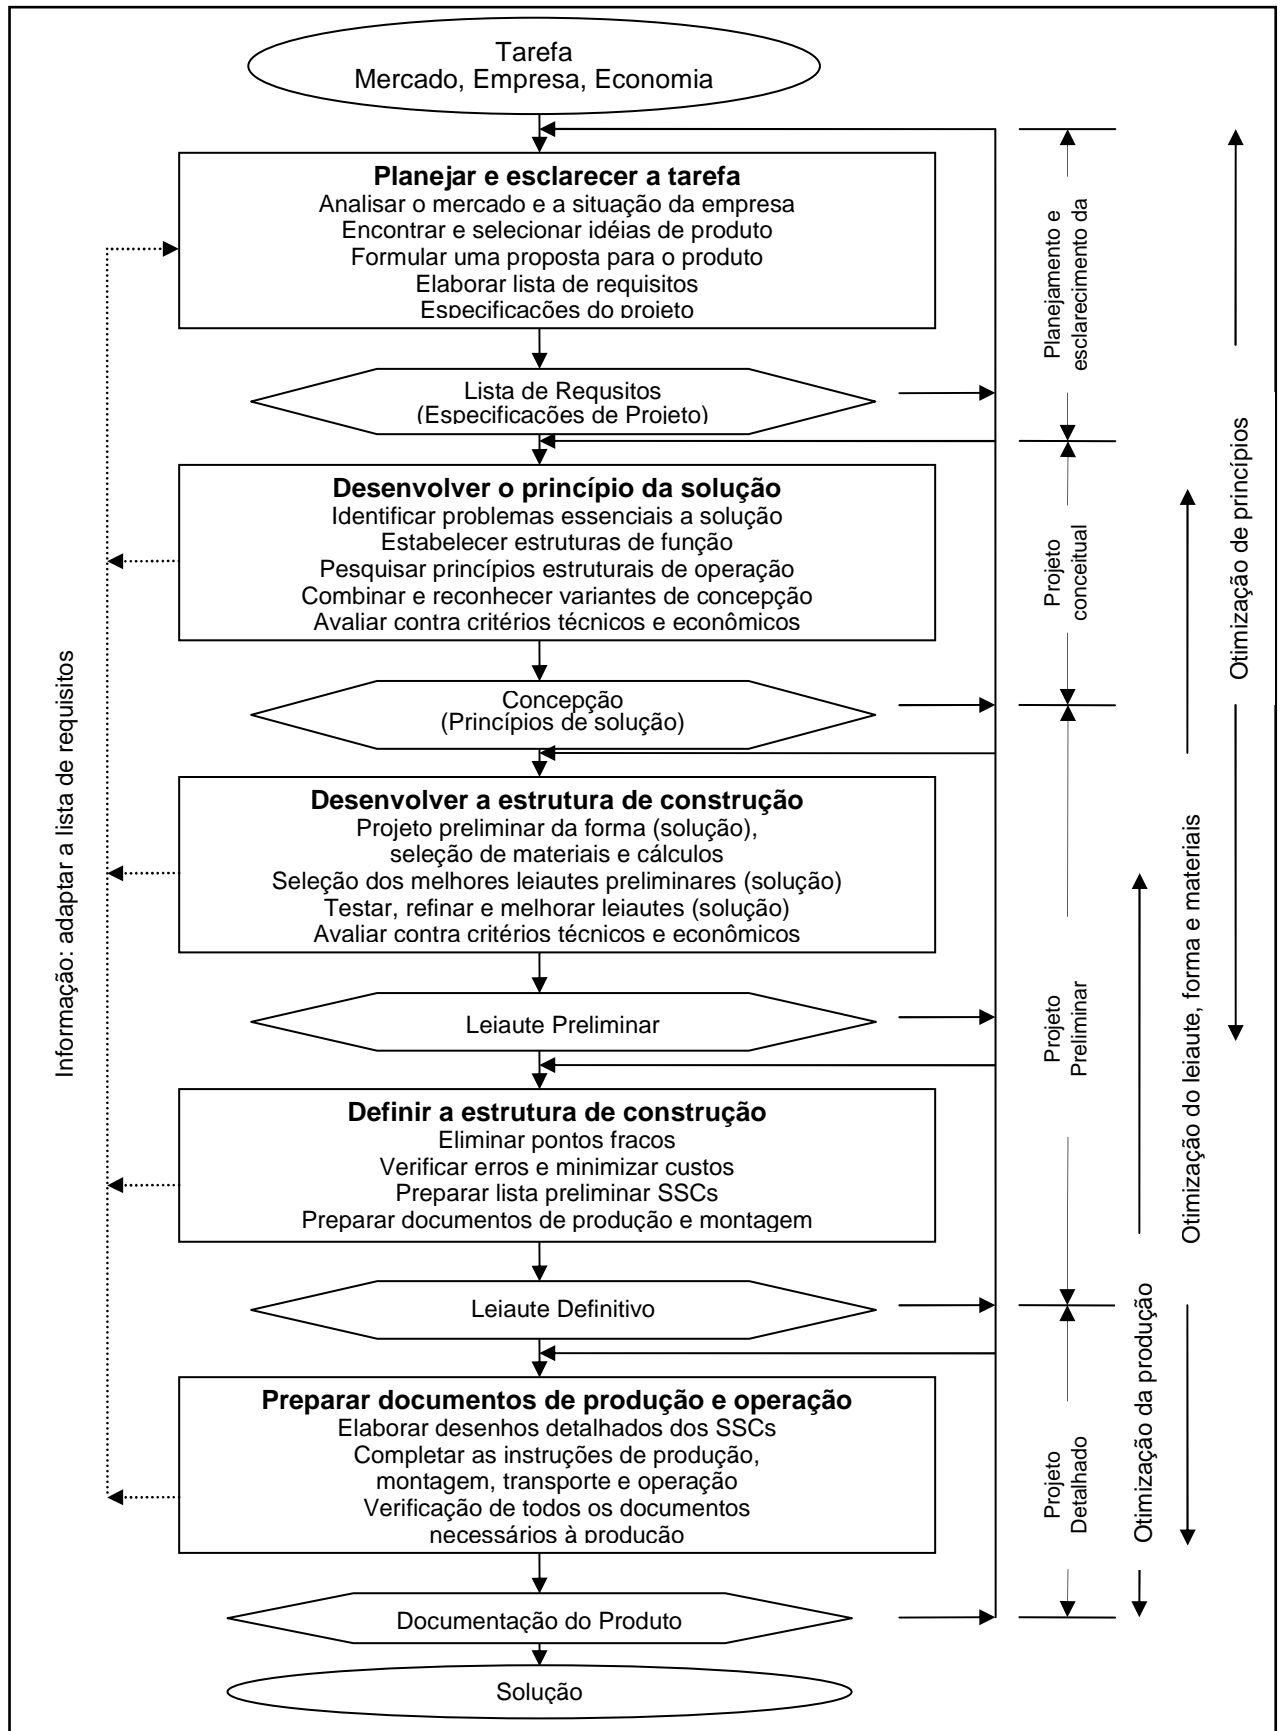 Tarefa
Mercado, Empresa, Economia
Planejar e esclarecer a tarefa
Analisar o mercado e a situação da empresa
Encontrar e selecionar idéias de produto
Formular uma proposta para o produto
Elaborar lista de requisitos
Especificações do projeto
Lista de Requsitos
(Especificações de Projeto)
Desenvolver o princípio da solução
Identificar problemas essenciais a solução
Estabelecer estruturas de função
Pesquisar princípios estruturais de operação
Combinar e reconhecer variantes de concepção
Avaliar contra critérios técnicos e econômicos
Concepção
(Princípios de solução)
Desenvolver a estrutura de construção
Projeto preliminar da forma (solução),
seleção de materiais e cálculos
Seleção dos melhores leiautes preliminares (solução)
Testar, refinar e melhorar leiautes (solução)
Avaliar contra critérios técnicos e econômicos
Leiaute Preliminar
Definir a estrutura de construção
Eliminar pontos fracos
Verificar erros e minimizar custos
Preparar lista preliminar SSCs
Preparar documentos de produção e montagem
Leiaute Definitivo
Preparar documentos de produção e operação
Elaborar desenhos detalhados dos SSCs
Completar as instruções de produção,
montagem, transporte e operação
Verificação de todos os documentos
necessários à produção
Documentação do Produto
Solução
Informação: adaptar a lista de requisitos
Planejamento e
esclarecimento da
Projeto
conceitual
Projeto
Preliminar
Projeto
Detalhado
Otimização da produção
Otimização do leiaute, forma e materiais
Otimização de princípios